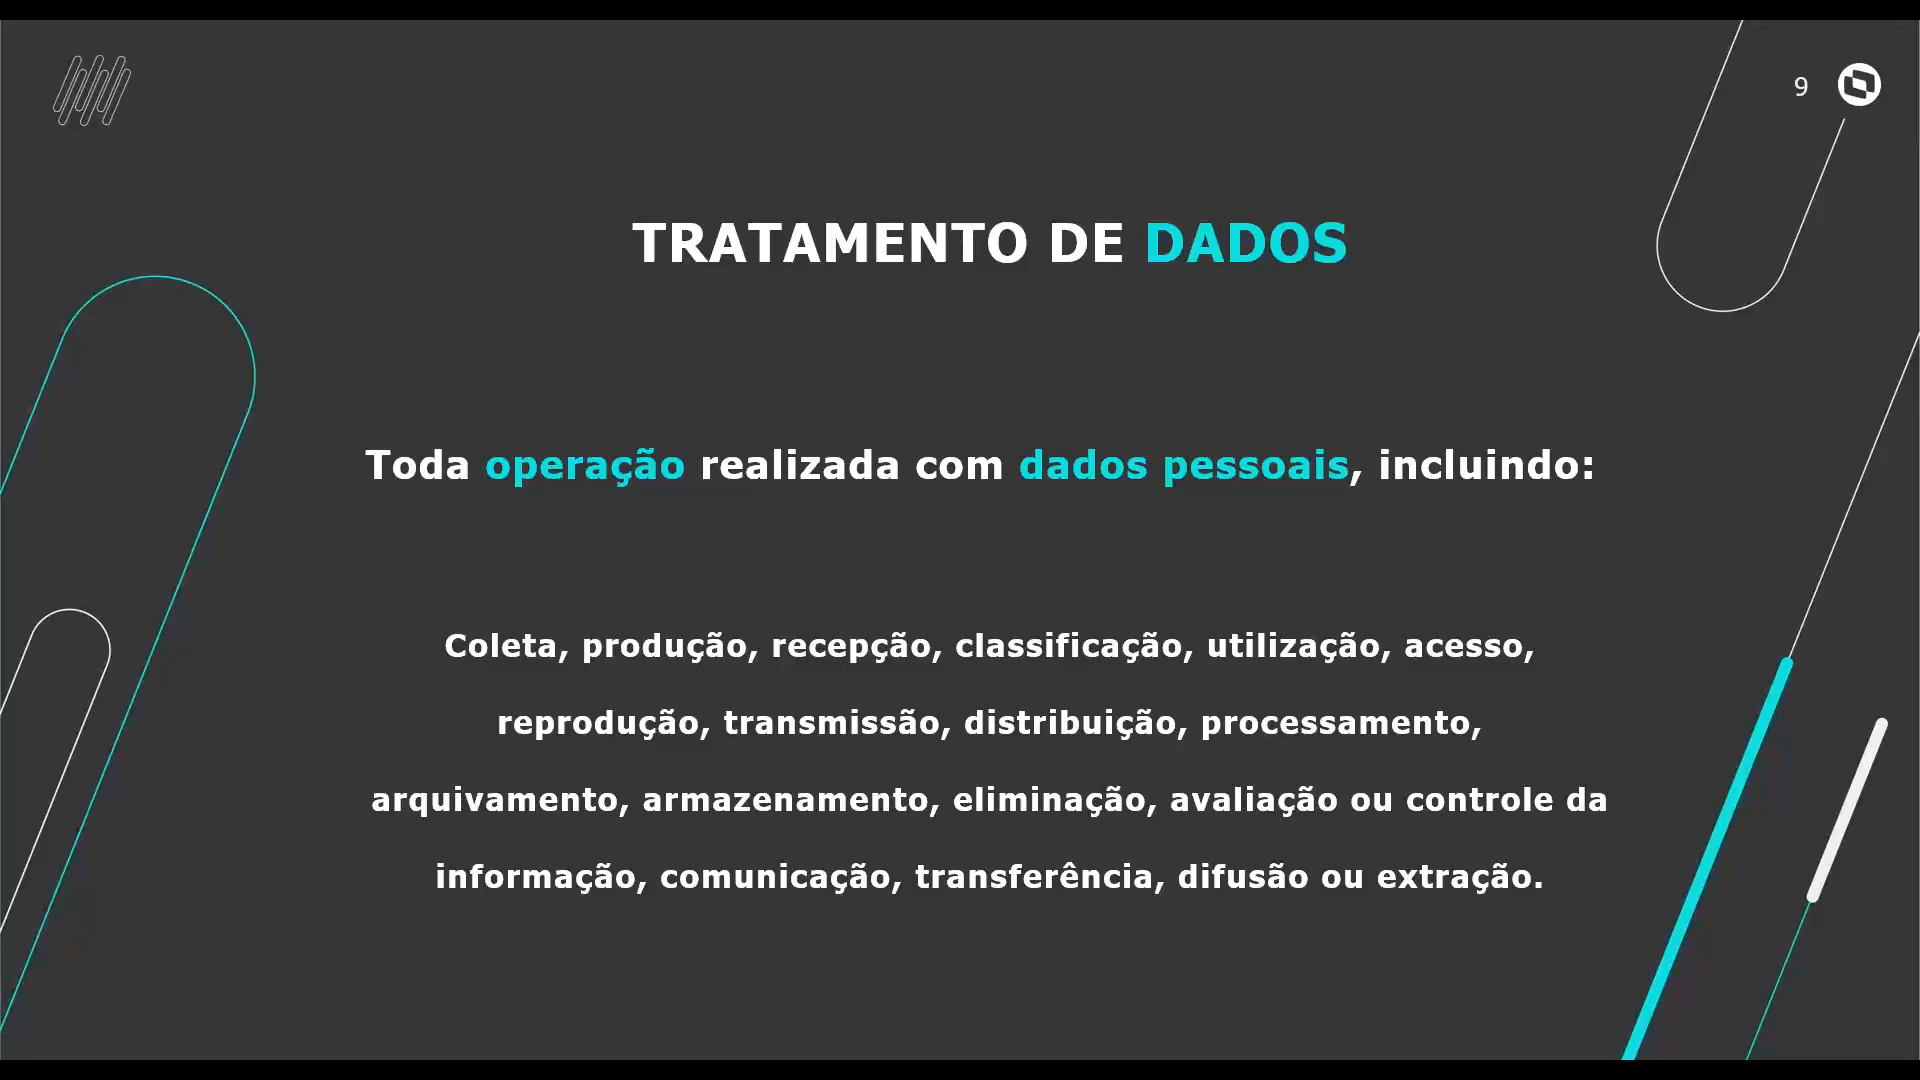 9
TRATAMENTO DE DADOS
Toda operação realizada com dados pessoais, incluindo:
Coleta, produção, recepção, classificação, utilização, acesso,
reprodução, transmissão, distribuição, processamento,
arquivamento, armazenamento, eliminação, avaliação ou controle da
informação, comunicação, transferência, difusão ou extração.